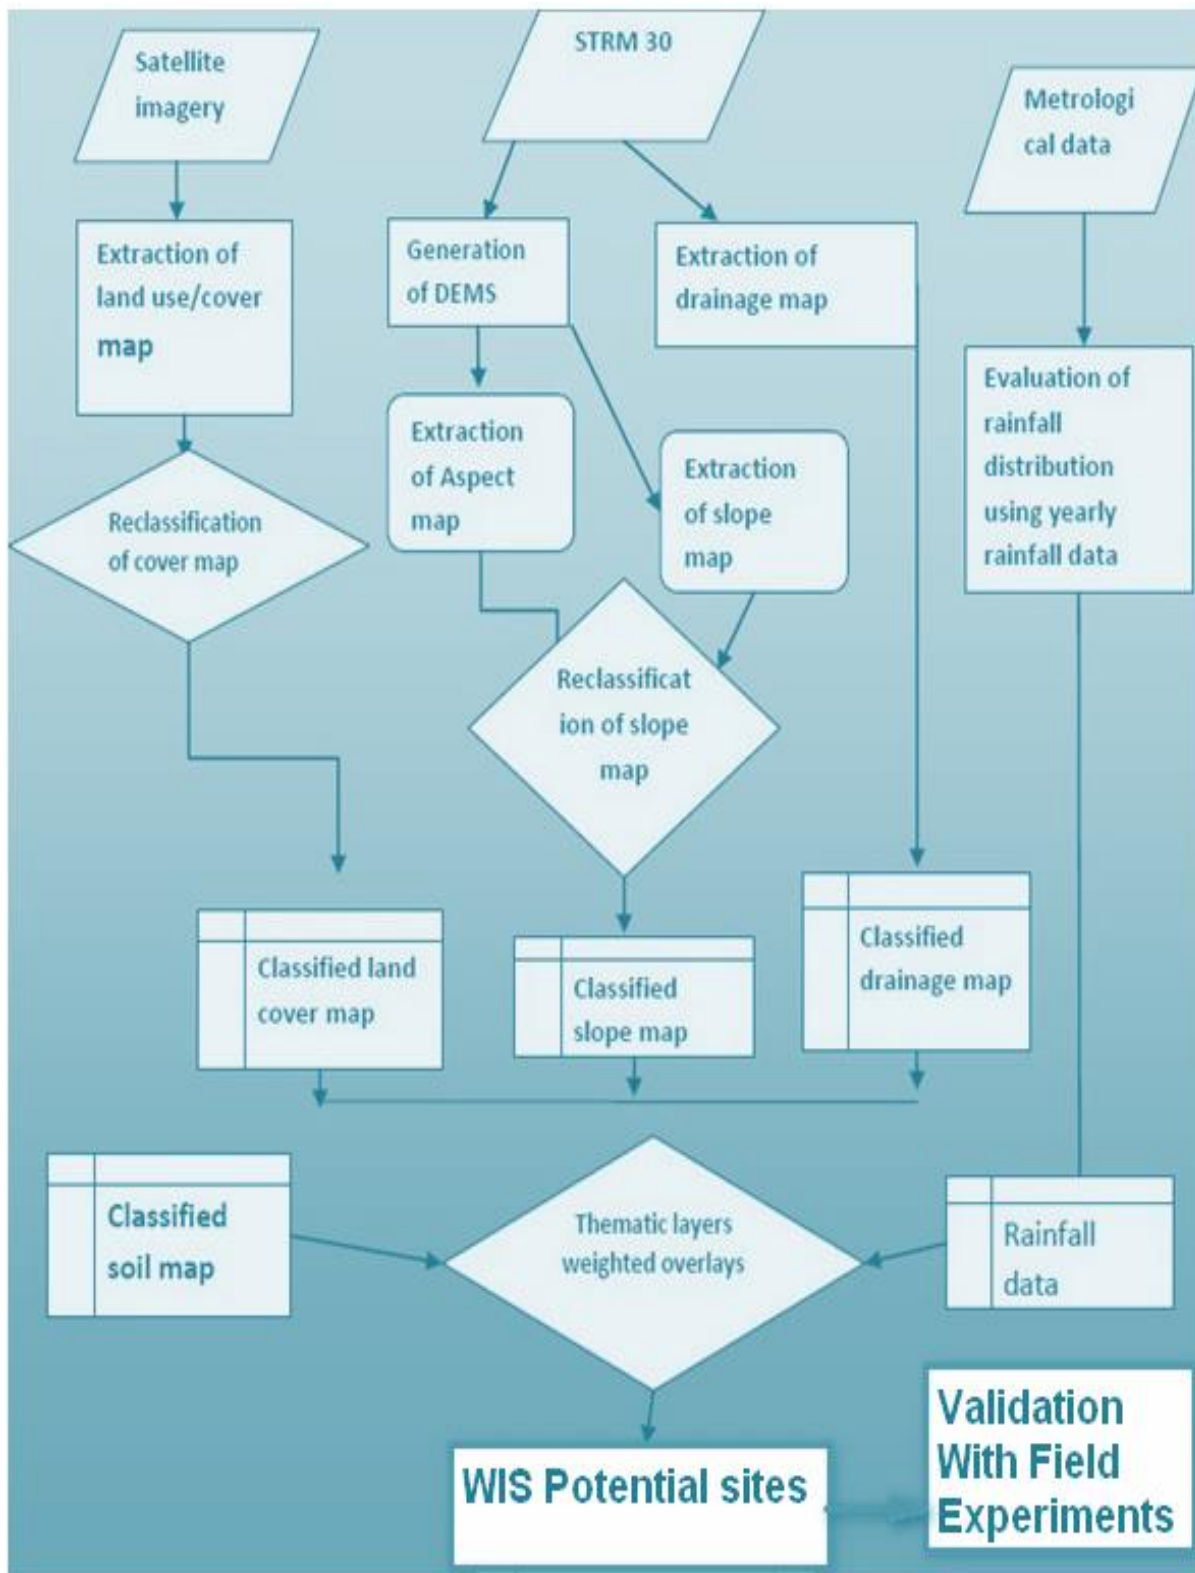 Satellite
imagery
STRM 30
Metrologi
cal data
Extraction of
land use/cover
map
Generation
of DEMS
Extraction of
drainage map
Evaluation of
rainfall
distribution
using yearly
rainfall data
Extraction
of Aspect
map
Extraction
of slope
map
Reclassification
of cover map
Reclassificat
ion of slope
map
Classified land
cover map
Classified
slope map
Classified
drainage map
Classified
soil map
Thematic layers
weighted overlays
Rainfall
data
WIS Potential sites
Validation
With Field
Experiments